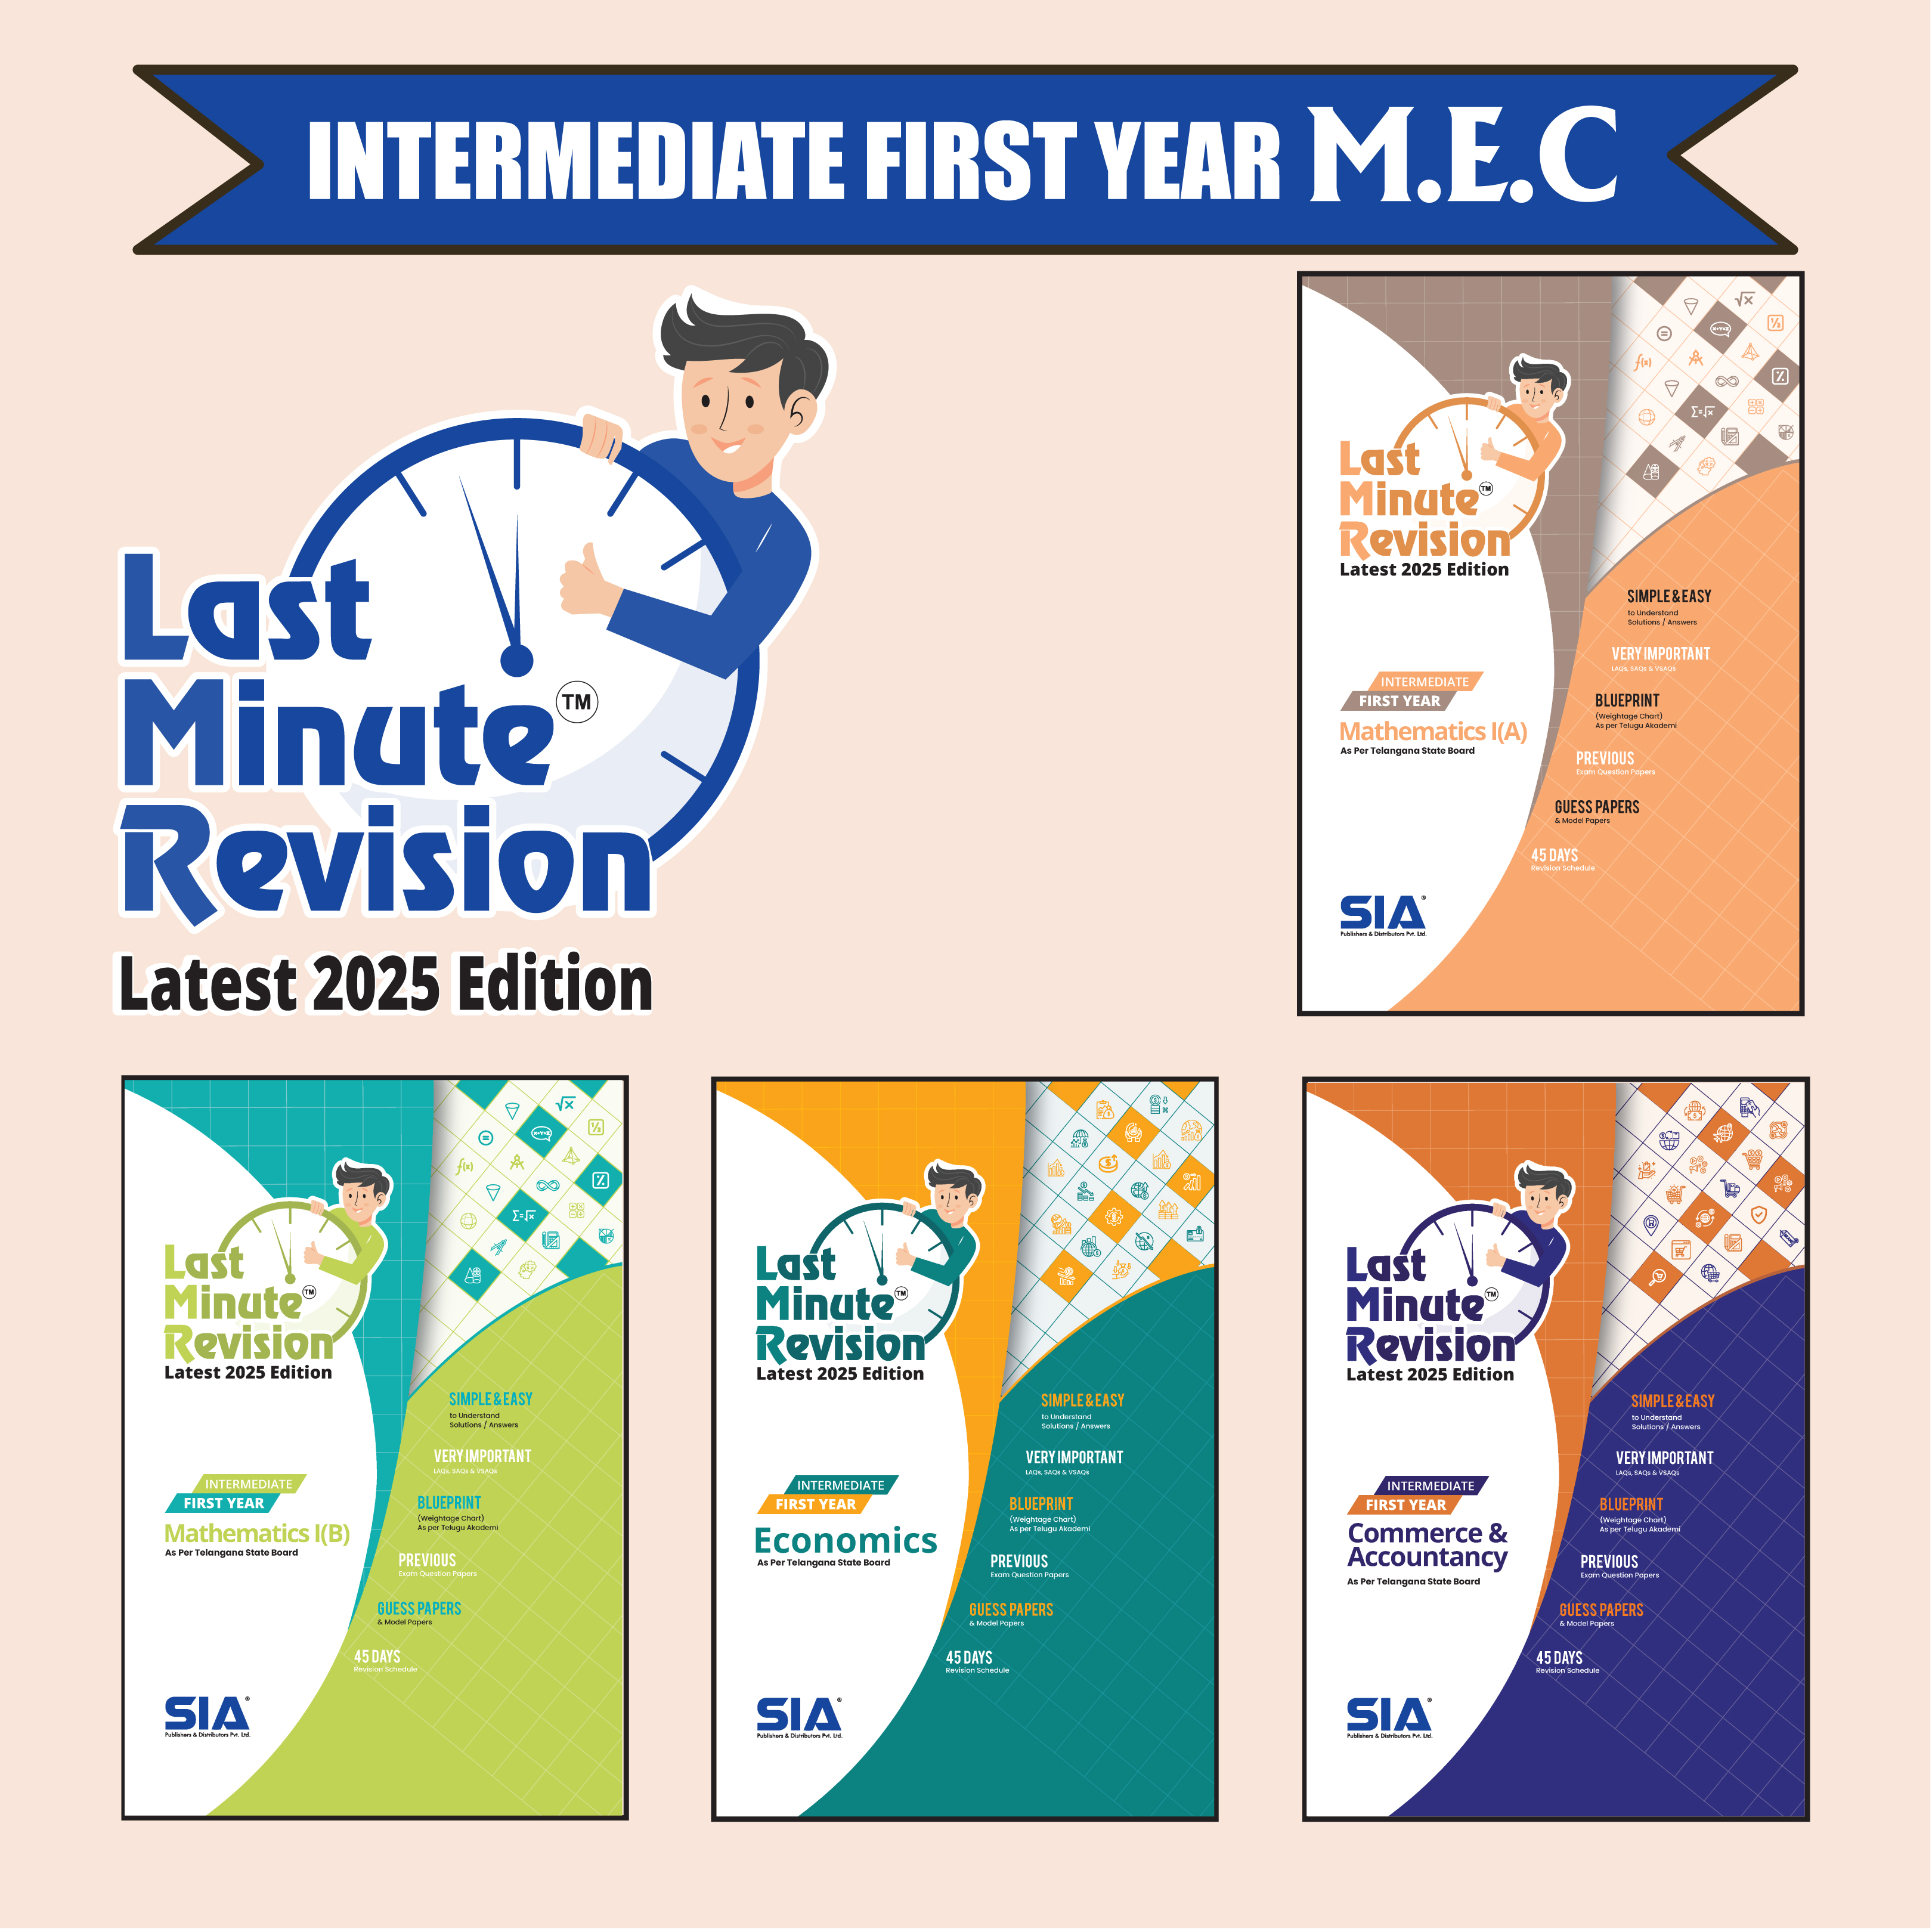 INTERMEDIATE FIRST YEAR M.E.C
Last
Minute TM
Revision
Latest 2025 Edition
Last
Minute TM
Revision
Latest 2025 Edition
SIMPLE & EASY
to Understand
Solutions / Answers
VERY IMPORTANT
LAQs, SAQs & VSAQs
INTERMEDIATE
FIRST YEAR
Mathematics I(A)
As Per Telangana State Board
BLUEPRINT
(Weightage Chart)
As per Telugu Akademi
PREVIOUS
Exam Question Papers
GUESS PAPERS
& Model Papers
45 DAYS
Revision Schedule
SIA®
Publishers & Distributors Pvt. Ltd.
Last
Minute TM
Revision
Latest 2025 Edition
SIMPLE & EASY
to Understand
Solutions / Answers
VERY IMPORTANT
LAQs, SAQs & VSAQs
INTERMEDIATE
FIRST YEAR
Mathematics I(B)
As Per Telangana State Board
BLUEPRINT
(Weightage Chart)
As per Telugu Akademi
PREVIOUS
Exam Question Papers
GUESS PAPERS
& Model Papers
45 DAYS
Revision Schedule
SIA®
Publishers & Distributors Pvt. Ltd.
Last
Minute TM
Revision
Latest 2025 Edition
SIMPLE & EASY
to Understand
Solutions / Answers
VERY IMPORTANT
LAQs, SAQs & VSAQs
INTERMEDIATE
FIRST YEAR
Economics
As Per Telangana State Board
BLUEPRINT
(Weightage Chart)
As per Telugu Akademi
PREVIOUS
Exam Question Papers
GUESS PAPERS
& Model Papers
45 DAYS
Revision Schedule
SIA®
Publishers & Distributors Pvt. Ltd.
Last
Minute TM
Revision
Latest 2025 Edition
SIMPLE & EASY
to Understand
Solutions / Answers
VERY IMPORTANT
LAQs, SAQs & VSAQs
INTERMEDIATE
FIRST YEAR
Commerce &
Accountancy
As Per Telangana State Board
BLUEPRINT
(Weightage Chart)
As per Telugu Akademi
PREVIOUS
Exam Question Papers
GUESS PAPERS
& Model Papers
45 DAYS
Revision Schedule
SIA®
Publishers & Distributors Pvt. Ltd.